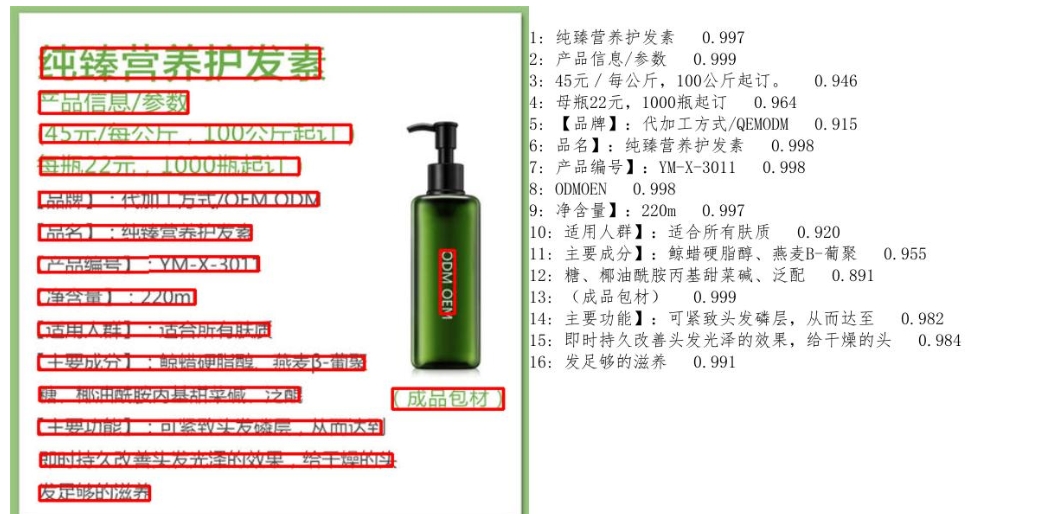 纯臻营养护发素
产品信息/参数
45元/每公斤，100公斤起订）
每瓶22元，1000瓶起订）
【品牌】：代加工方式/OEM ODM
【品名】：纯臻营养护发素
【产品编号】：YM-X-3011
【净含量】：220ml
【适用人群】：适合所有肤质
【主要成分】：鲸蜡硬脂醇、燕麦β-葡聚
糖、椰油酰胺丙基甜菜碱、泛醌
（成品包材）
【主要功能】：可紧致头发磷层，从而达到
即时持久改善头发光泽的效果，给干燥的头
发足够的滋养
ODM OEM
1: 纯臻营养护发素 0.997
2: 产品信息/参数 0.999
3: 45元／每公斤，100公斤起订。 0.946
4: 母瓶22元，1000瓶起订 0.964
5: 【品牌】：代加工方式/QEMODM 0.915
6: 品名】：纯臻营养护发素 0.998
7: 产品编号】：YM-X-3011 0.998
8: ODMOEN 0.998
9: 净含量】：220m 0.997
10: 适用人群】：适合所有肤质 0.920
11: 主要成分】：鲸蜡硬脂醇、燕麦B-葡聚 0.955
12: 糖、椰油酰胺丙基甜菜碱、泛配 0.891
13: （成品包材） 0.999
14: 主要功能】：可紧致头发磷层，从而达至 0.982
15: 即时持久改善头发光泽的效果，给干燥的头 0.984
16: 发足够的滋养 0.991